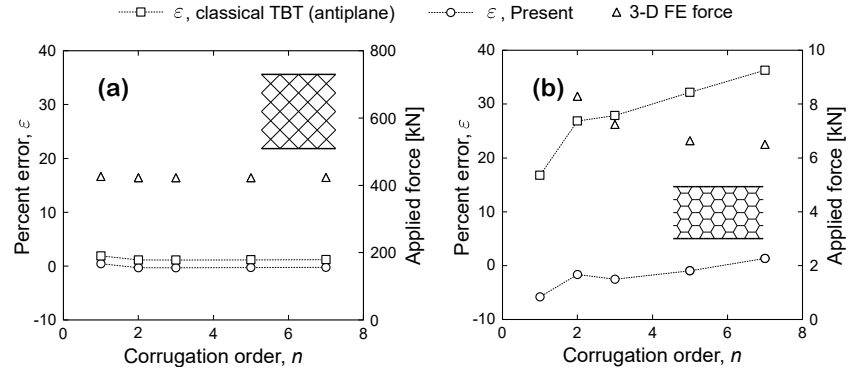 ε, classical TBT (antiplane) ε, Present 3-D FE force
(a)
Percent error, ε
40
30
20
10
0
-10
800
600
400
200
0
Applied force [kN]
0 2 4 6 8
Corrugation order, n
(b)
Percent error, ε
40
30
20
10
0
-10
10
8
6
4
2
0
Applied force [kN]
0 2 4 6 8
Corrugation order, n